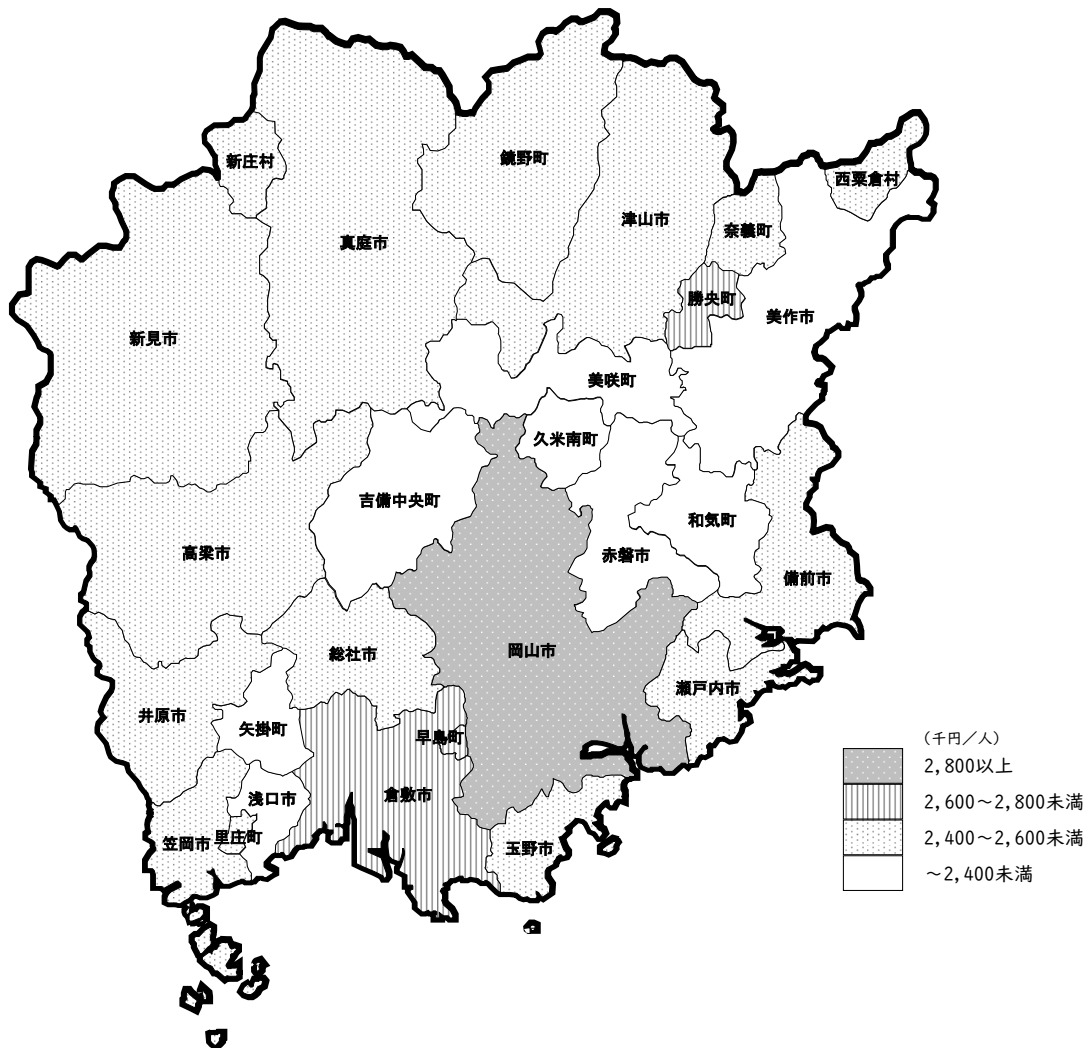 鏡野町
新庄村
西粟倉村
津山市
奈義町
真庭市
勝央町
美作市
新見市
美咲町
久米南町
吉備中央町
和気町
高梁市
赤磐市
備前市
岡山市
総社市
瀬戸内市
井原市
矢掛町
早島町
浅口市
倉敷市
里庄町
笠岡市
玉野市
(千円/人)
2,800以上
2,600~2,800未満
2,400~2,600未満
~2,400未満